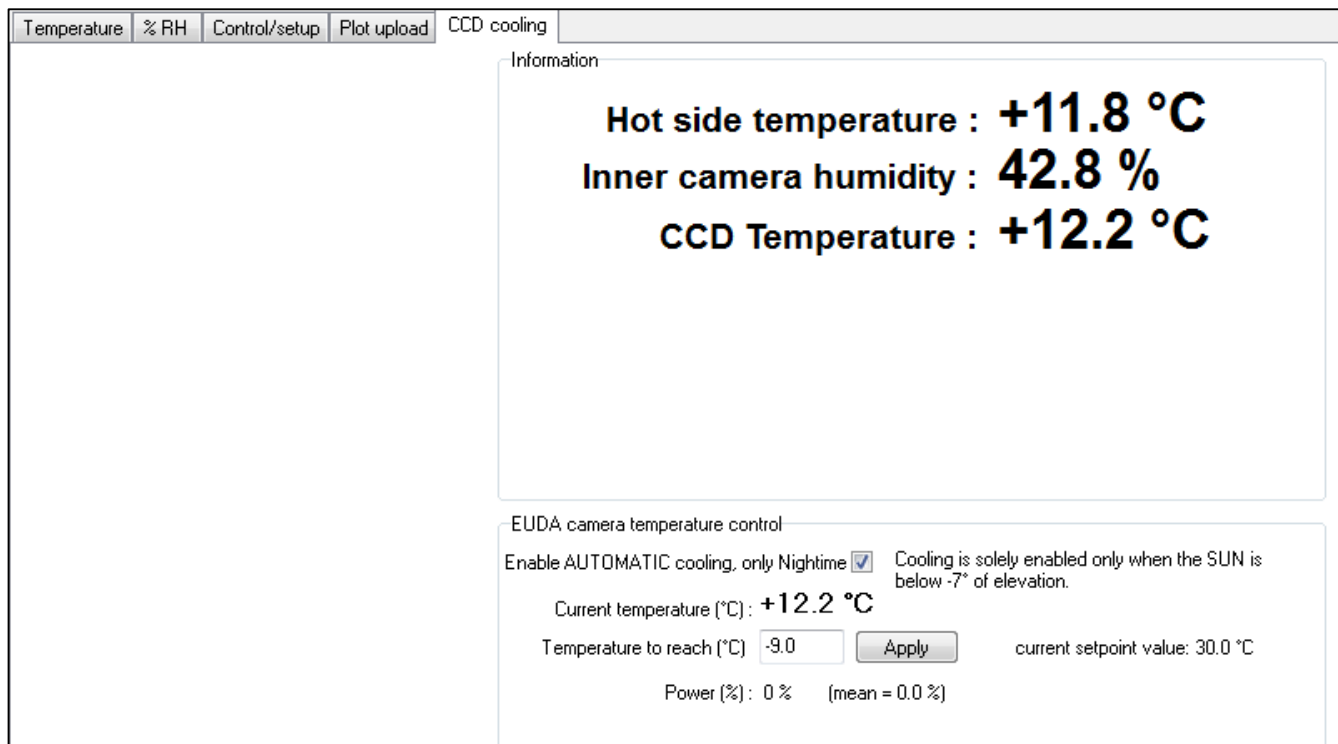 Temperature % RH Control/setup Plot upload CCD cooling
Information
Hot side temperature : +11.8 °C
Inner camera humidity : 42.8 %
CCD Temperature : +12.2 °C
EUDA camera temperature control
Enable AUTOMATIC cooling, only Nightime
Cooling is solely enabled only when the SUN is
below -7° of elevation.
Current temperature (°C) : +12.2 °C
Temperature to reach (°C) -9.0 Apply current setpoint value: 30.0 °C
Power (%) : 0 % (mean = 0.0 %)